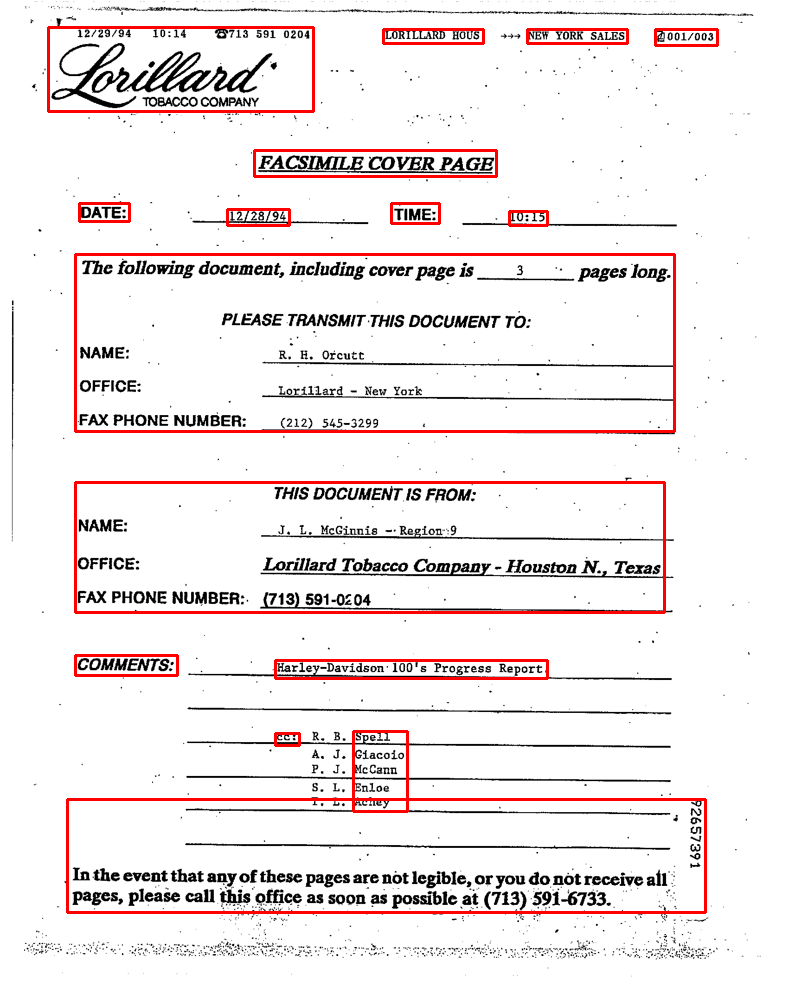 12/29/94 10:14 ☎713 591 0204 LORILLARD HOUS →→→ NEW YORK SALES 001/003
Lorillard
TOBACCO COMPANY
FACSIMILE COVER PAGE
DATE: 12/28/94 TIME: 10:15
The following document, including cover page is 3 pages long.
PLEASE TRANSMIT THIS DOCUMENT TO:
NAME: R. H. Orcutt
OFFICE: Lorillard - New York
FAX PHONE NUMBER: (212) 545-3299
THIS DOCUMENT IS FROM:
NAME: J. L. McGinnis - Region 9
OFFICE: Lorillard Tobacco Company - Houston N., Texas
FAX PHONE NUMBER: (713) 591-0204
COMMENTS: Harley-Davidson 100's Progress Report
cc: R. B. Spell
A. J. Giacoio
P. J. McCann
S. L. Enloe
T. L. Achey
92657391
In the event that any of these pages are not legible, or you do not receive all
pages, please call this office as soon as possible at (713) 591-6733.